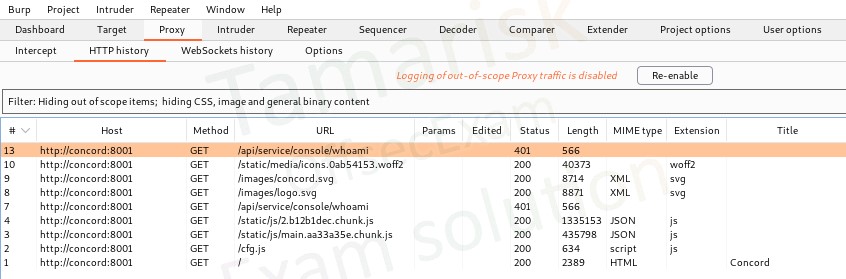 Burp Project Intruder Repeater Window Help
Dashboard Target Proxy Intruder Repeater Sequencer Decoder Comparer Extender Project options User options
Intercept HTTP history WebSockets history Options
Logging of out-of-scope Proxy traffic is disabled Re-enable
Filter: Hiding out of scope items; hiding CSS, image and general binary content
# Host Method URL Params Edited Status Length MIME type Extension Title
13 http://concord:8001 GET /api/service/console/whoami 401 566
10 http://concord:8001 GET /static/media/icons.0ab54153.woff2 200 40373 woff2
9 http://concord:8001 GET /images/concord.svg 200 8714 XML svg
8 http://concord:8001 GET /images/logo.svg 200 8871 XML svg
7 http://concord:8001 GET /api/service/console/whoami 401 566
4 http://concord:8001 GET /static/js/2.b12b1dec.chunk.js 200 1335153 JSON js
3 http://concord:8001 GET /static/js/main.aa33a35e.chunk.js 200 435798 JSON js
2 http://concord:8001 GET /cfg.js 200 634 script js
1 http://concord:8001 GET / 200 2389 HTML Concord
Tamarisk
Exam solution